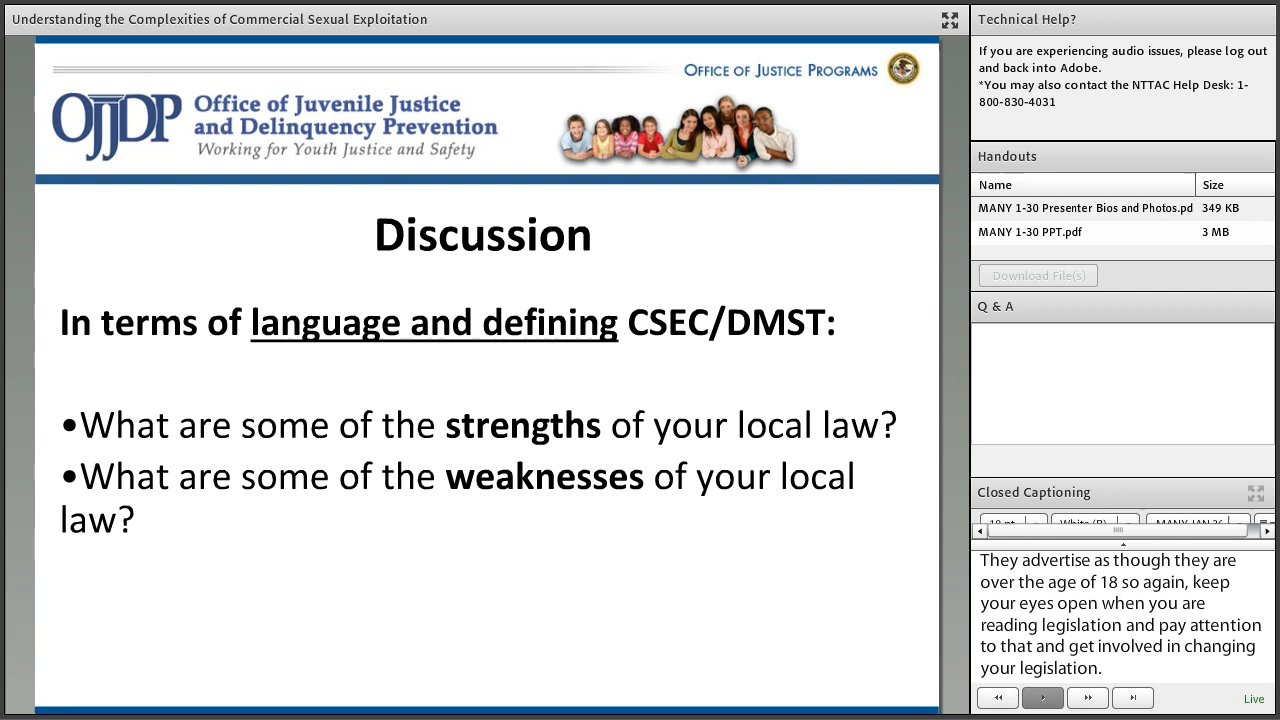 Understanding the Complexities of Commercial Sexual Exploitation
OFFICE OF JUSTICE PROGRAMS
OJJDP
Office of Juvenile Justice
and Delinquency Prevention
Working for Youth Justice and Safety
Discussion
In terms of language and defining CSEC/DMST:
•What are some of the strengths of your local law?
•What are some of the weaknesses of your local
law?
Technical Help?
If you are experiencing audio issues, please log out
and back into Adobe.
*You may also contact the NTTAC Help Desk: 1-
800-830-4031
Handouts
Name Size
MANY 1-30 Presenter Bios and Photos.pd 349 KB
MANY 1-30 PPT.pdf 3 MB
Download File(s)
Q & A
Closed Captioning
18 pt White (B) MANY JAN 30
They advertise as though they are
over the age of 18 so again, keep
your eyes open when you are
reading legislation and pay attention
to that and get involved in changing
your legislation.
Live